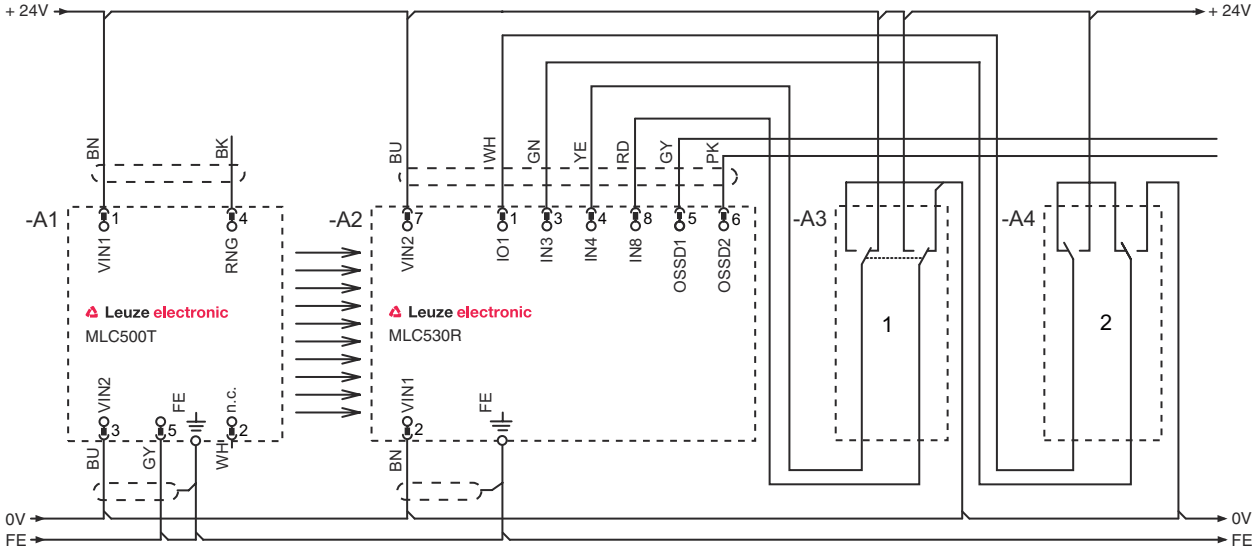 + 24V
+ 24V
BN
BK
BU
WH
GN
YE
RD
GY
PK
-A1
1
4
-A2
7
1
3
4
8
5
6
-A3
-A4
VIN1
RNG
VIN2
IO1
IN3
IN4
IN8
OSSD1
OSSD2
Leuze electronic
MLC500T
Leuze electronic
MLC530R
1
2
VIN2
FE
n.c.
VIN1
FE
3
5
2
2
BU
GY
WH
BN
0V
0V
FE
FE